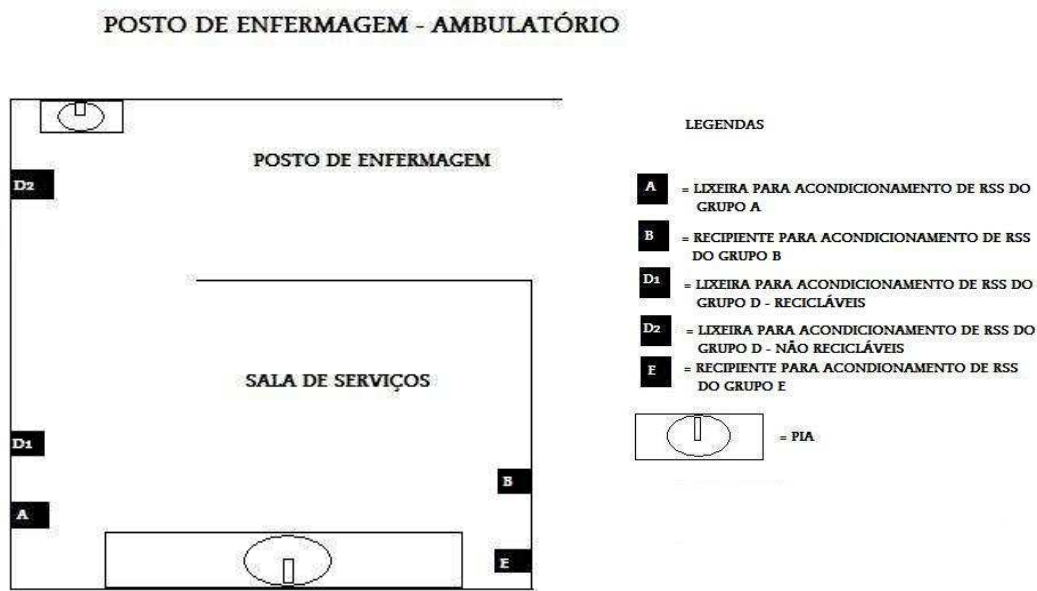 POSTO DE ENFERMAGEM - AMBULATÓRIO
POSTO DE ENFERMAGEM
D2
SALA DE SERVIÇOS
D1
B
A
E
LEGENDAS
A = LIXEIRA PARA ACONDICIONAMENTO DE RSS DO
GRUPO A
B = RECIPIENTE PARA ACONDICIONAMENTO DE RSS
DO GRUPO B
D1 = LIXEIRA PARA ACONDICIONAMENTO DE RSS DO
GRUPO D - RECICLÁVEIS
D2 = LIXEIRA PARA ACONDICIONAMENTO DE RSS DO
GRUPO D - NÃO RECICLÁVEIS
E = RECIPIENTE PARA ACONDIONAMENTO DE RSS
DO GRUPO E
= PIA